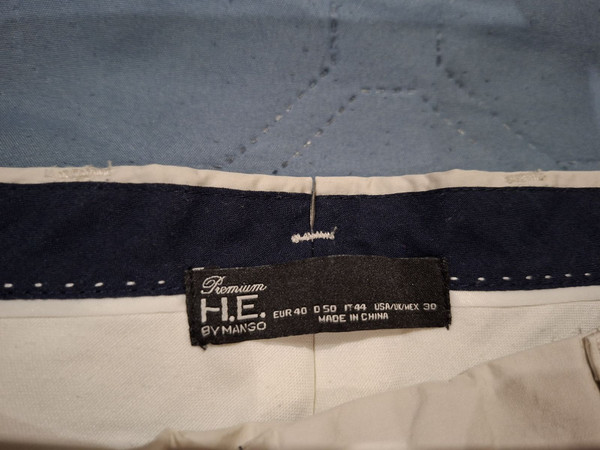 Premium
H.E.
BY MANGO
EUR 40 D 50 IT 44 USA/UK/MEX 30
MADE IN CHINA